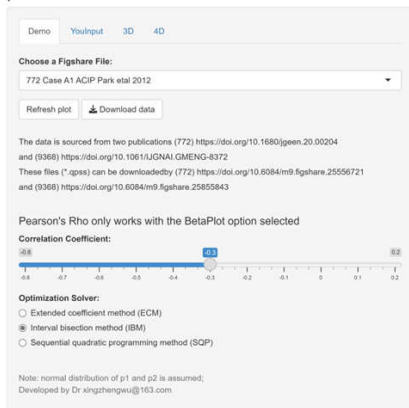 Demo YouInput 3D 4D
Choose a Figshare File:
772 Case A1 ACIP Park etal 2012
Refresh plot Download data
The data is sourced from two publications (772) https://doi.org/10.1680/jgeen.20.00204
and (9368) https://doi.org/10.1061/IJGNAI.GMENG-8372
These files (*.qpss) can be downloadedby (772) https://doi.org/10.6084/m9.figshare.25556721
and (9368) https://doi.org/10.6084/m9.figshare.25855843
Pearson's Rho only works with the BetaPlot option selected
Correlation Coefficient:
-0.8 -0.3 0.2
-0.8 -0.7 -0.6 -0.5 -0.4 -0.3 -0.2 -0.1 0 0.1 0.2
Optimization Solver:
Extended coefficient method (ECM)
Interval bisection method (IBM)
Sequential quadratic programming method (SQP)
Note: normal distribution of p1 and p2 is assumed;
Developed by Dr.xingzhengwu@163.com